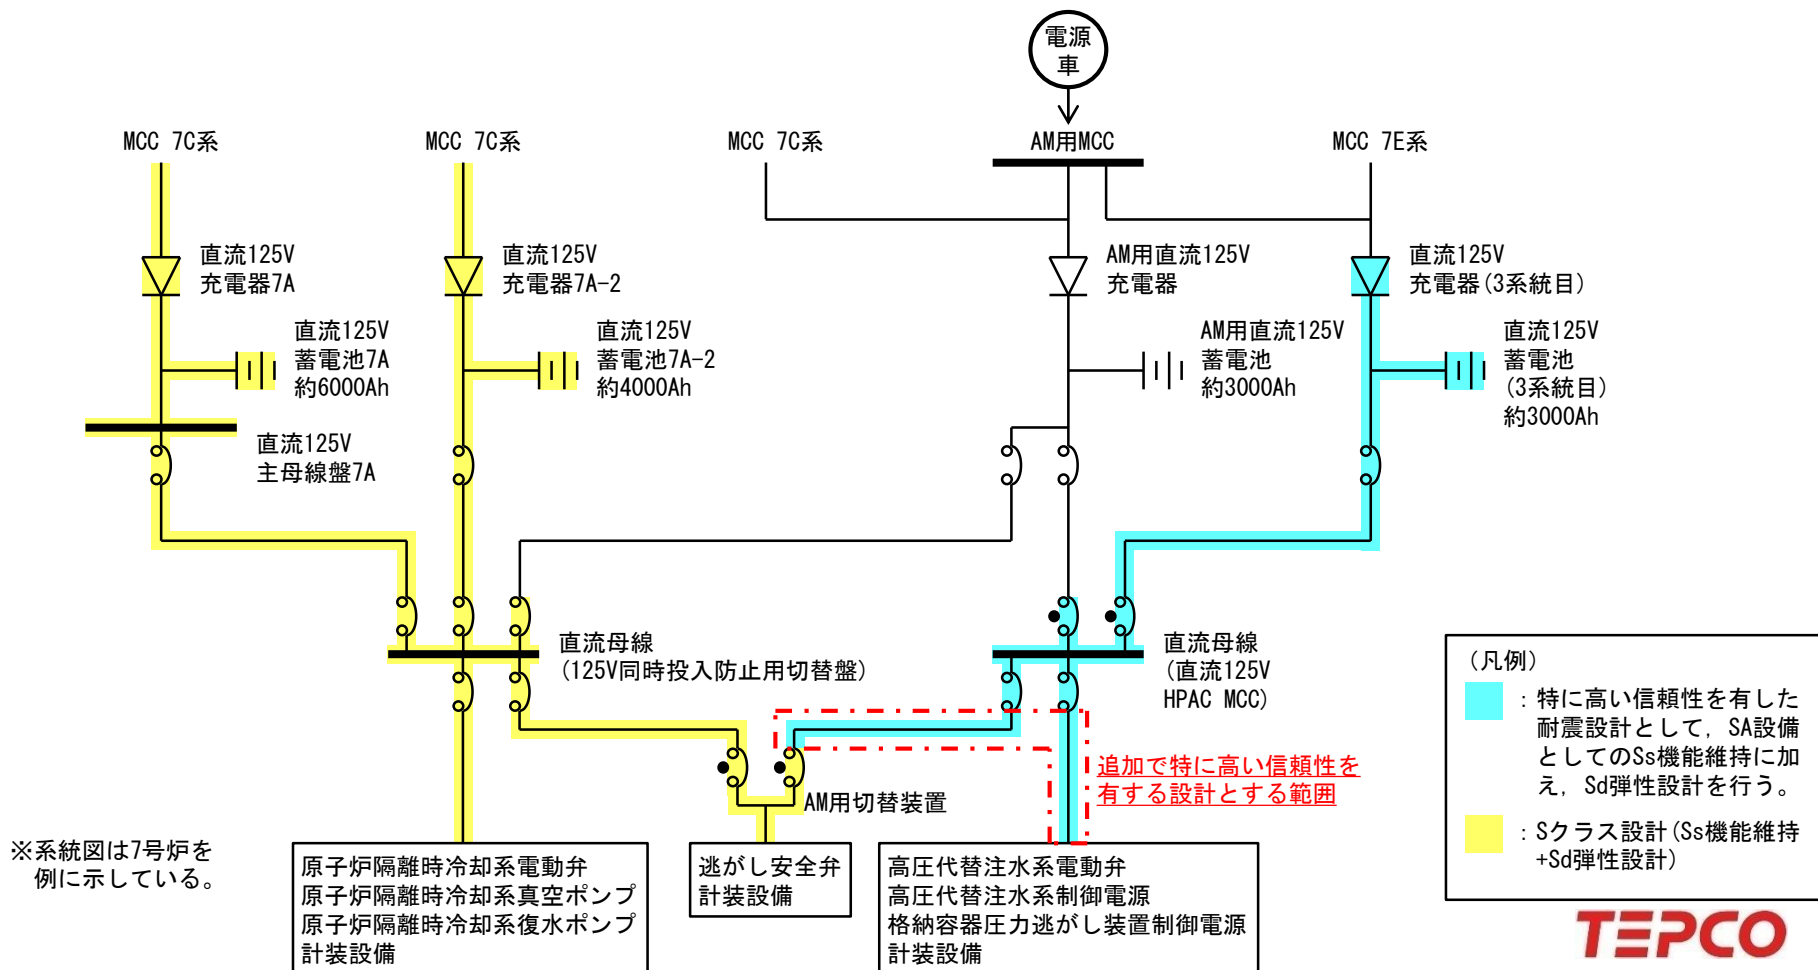 電源
車
MCC 7C系
MCC 7C系
MCC 7C系
AM用MCC
MCC 7E系
直流125V
充電器7A
直流125V
充電器7A-2
AM用直流125V
充電器
直流125V
充電器(3系統目)
直流125V
蓄電池7A
約6000Ah
直流125V
蓄電池7A-2
約4000Ah
AM用直流125V
蓄電池
約3000Ah
直流125V
蓄電池
(3系統目)
約3000Ah
直流125V
主母線盤7A
直流母線
(125V同時投入防止用切替盤)
直流母線
(直流125V
HPAC MCC)
追加で特に高い信頼性を
有する設計とする範囲
AM用切替装置
※系統図は7号炉を
例に示している。
原子炉隔離時冷却系電動弁
原子炉隔離時冷却系真空ポンプ
原子炉隔離時冷却系復水ポンプ
計装設備
逃がし安全弁
計装設備
高圧代替注水系電動弁
高圧代替注水系制御電源
格納容器圧力逃がし装置制御電源
計装設備
(凡例)
：特に高い信頼性を有した
耐震設計として，SA設備
としてのSs機能維持に加
え，Sd弾性設計を行う。
：Sクラス設計(Ss機能維持
+Sd弾性設計)
TEPCO